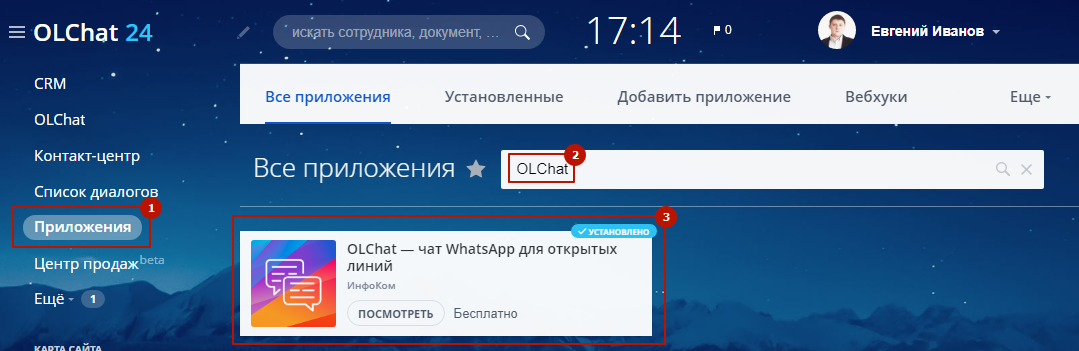 OLChat 24
искать сотрудника, документ, ...
17:14
0
Евгений Иванов
CRM
OLChat
Контакт-центр
Список диалогов
1
Приложения
Центр продаж beta
Ещё 1
КАРТА САЙТА
Все приложения
Установленные
Добавить приложение
Вебхуки
Еще
Все приложения
OLChat
2
3
УСТАНОВЛЕНО
OLChat — чат WhatsApp для открытых
линий
ИнфоКом
ПОСМОТРЕТЬ
Бесплатно